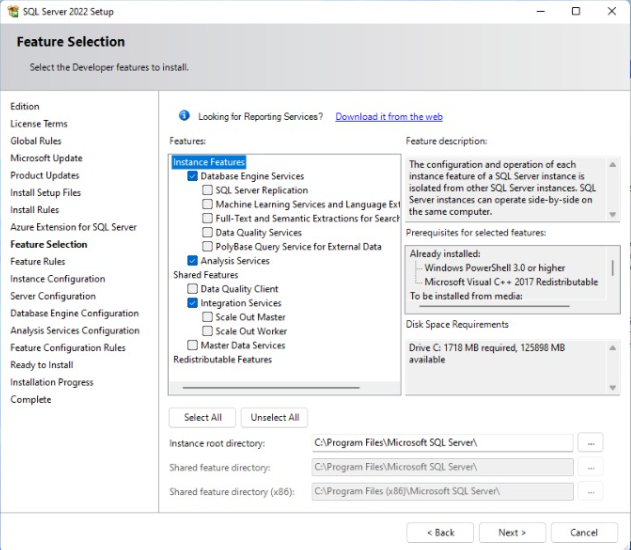 SQL Server 2022 Setup
Feature Selection
Select the Developer features to install.
Edition
License Terms
Global Rules
Microsoft Update
Product Updates
Install Setup Files
Install Rules
Azure Extension for SQL Server
Feature Selection
Feature Rules
Instance Configuration
Server Configuration
Database Engine Configuration
Analysis Services Configuration
Feature Configuration Rules
Ready to Install
Installation Progress
Complete
Looking for Reporting Services? Download it from the web
Features:
Instance Features
Database Engine Services
SQL Server Replication
Machine Learning Services and Language Ext
Full-Text and Semantic Extractions for Search
Data Quality Services
PolyBase Query Service for External Data
Analysis Services
Shared Features
Data Quality Client
Integration Services
Scale Out Master
Scale Out Worker
Master Data Services
Redistributable Features
Feature description:
The configuration and operation of each
instance feature of a SQL Server instance is
isolated from other SQL Server instances. SQL
Server instances can operate side-by-side on
the same computer.
Prerequisites for selected features:
Already installed:
Windows PowerShell 3.0 or higher
Microsoft Visual C++ 2017 Redistributable
To be installed from media:
Disk Space Requirements
Drive C: 1718 MB required, 125898 MB
available
Select All
Unselect All
Instance root directory: C:\Program Files\Microsoft SQL Server\ ...
Shared feature directory: C:\Program Files\Microsoft SQL Server\ ...
Shared feature directory (x86): C:\Program Files (x86)\Microsoft SQL Server\ ...
< Back
Next >
Cancel